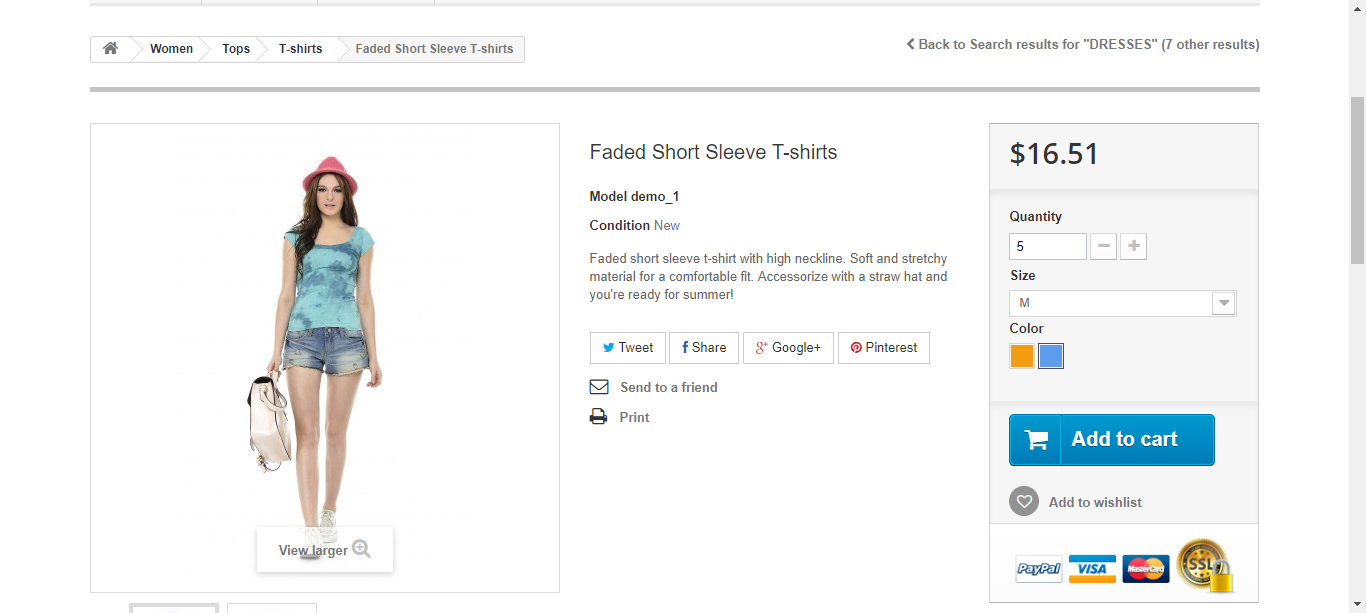 Women Tops T-shirts Faded Short Sleeve T-shirts
Back to Search results for "DRESSES" (7 other results)
Faded Short Sleeve T-shirts
Model demo_1
Condition New
Faded short sleeve t-shirt with high neckline. Soft and stretchy
material for a comfortable fit. Accessorize with a straw hat and
you're ready for summer!
Tweet Share Google+ Pinterest
Send to a friend
Print
View larger
$16.51
Quantity
5
Size
M
Color
Add to cart
Add to wishlist
PayPal VISA MasterCard SSL